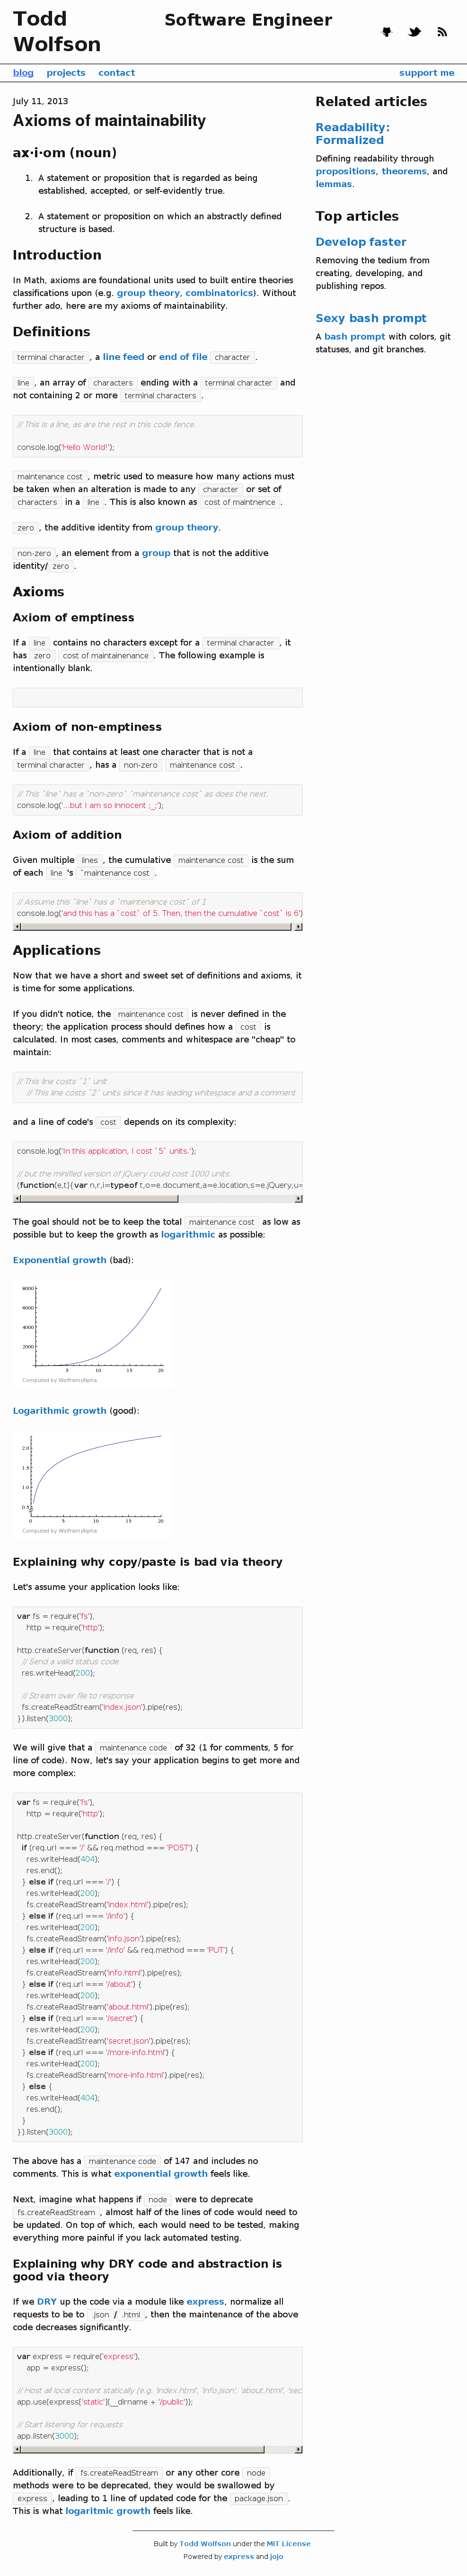 Todd
Wolfson
Software Engineer
blog projects contact support me
July 11, 2013
Axioms of maintainability
ax·i·om (noun)
1. A statement or proposition that is regarded as being
established, accepted, or self-evidently true.
2. A statement or proposition on which an abstractly defined
structure is based.
Introduction
In Math, axioms are foundational units used to built entire theories
classifications upon (e.g. group theory, combinatorics). Without
further ado, here are my axioms of maintainability.
Definitions
terminal character, a line feed or end of file character.
line, an array of characters ending with a terminal character and
not containing 2 or more terminal characters.
// This is a line, as are the rest in this code fence.
console.log('Hello World!');
maintenance cost, metric used to measure how many actions must
be taken when an alteration is made to any character or set of
characters in a line. This is also known as cost of maintnence.
zero, the additive identity from group theory.
non-zero, an element from a group that is not the additive
identity/zero.
Axioms
Axiom of emptiness
If a line contains no characters except for a terminal character, it
has zero cost of maintainenance. The following example is
intentionally blank.
Axiom of non-emptiness
If a line that contains at least one character that is not a
terminal character, has a non-zero maintenance cost.
// This `line` has a `non-zero` `maintenance cost` as does the next.
console.log('...but I am so innocent ;_;');
Axiom of addition
Given multiple lines, the cumulative maintenance cost is the sum
of each line's `maintenance cost.
// Assume this `line` has a `maintenance cost` of 1
console.log('and this has a `cost` of 5. Then, then the cumulative `cost` is 6')
Applications
Now that we have a short and sweet set of definitions and axioms, it
is time for some applications.
If you didn't notice, the maintenance cost is never defined in the
theory; the application process should defines how a cost is
calculated. In most cases, comments and whitespace are "cheap" to
maintain:
// This line costs `1` unit
// This line costs `2` units since it has leading whitespace and a comment
and a line of code's cost depends on its complexity:
console.log('In this application, I cost `5` units.');
// but the minified version of jQuery could cost 1000 units.
(function(e,t){var n,r,i=typeof t,o=e.document,a=e.location,s=e.jQuery,u=
The goal should not be to keep the total maintenance cost as low as
possible but to keep the growth as logarithmic as possible:
Exponential growth (bad):
8000
6000
4000
2000
5 10 15 20
Computed by Wolfram|Alpha
Logarithmic growth (good):
2.0
1.5
1.0
0.5
0 5 10 15 20
Computed by Wolfram|Alpha
Explaining why copy/paste is bad via theory
Let's assume your application looks like:
var fs = require('fs'),
http = require('http');
http.createServer(function (req, res) {
// Send a valid status code
res.writeHead(200);
// Stream over file to response
fs.createReadStream('index.json').pipe(res);
}).listen(3000);
We will give that a maintenance code of 32 (1 for comments, 5 for
line of code). Now, let's say your application begins to get more and
more complex:
var fs = require('fs'),
http = require('http');
http.createServer(function (req, res) {
if (req.url === '/' && req.method === 'POST') {
res.writeHead(404);
res.end();
} else if (req.url === '/') {
res.writeHead(200);
fs.createReadStream('index.html').pipe(res);
} else if (req.url === '/info') {
res.writeHead(200);
fs.createReadStream('info.json').pipe(res);
} else if (req.url === '/info' && req.method === 'PUT') {
res.writeHead(200);
fs.createReadStream('info.html').pipe(res);
} else if (req.url === '/about') {
res.writeHead(200);
fs.createReadStream('about.html').pipe(res);
} else if (req.url === '/secret') {
res.writeHead(200);
fs.createReadStream('secret.json').pipe(res);
} else if (req.url === '/more-info.html') {
res.writeHead(200);
fs.createReadStream('more-info.html').pipe(res);
} else {
res.writeHead(404);
res.end();
}
}).listen(3000);
The above has a maintenance code of 147 and includes no
comments. This is what exponential growth feels like.
Next, imagine what happens if node were to deprecate
fs.createReadStream, almost half of the lines of code would need to
be updated. On top of which, each would need to be tested, making
everything more painful if you lack automated testing.
Explaining why DRY code and abstraction is
good via theory
If we DRY up the code via a module like express, normalize all
requests to be to .json / .html, then the maintenance of the above
code decreases significantly.
var express = require('express'),
app = express();
// Host all local content statically (e.g. 'index.html', 'info.json', 'about.html', 'sec
app.use(express['static'](__dirname + '/public'));
// Start listening for requests
app.listen(3000);
Additionally, if fs.createReadStream or any other core node
methods were to be deprecated, they would be swallowed by
express, leading to 1 line of updated code for the package.json.
This is what logaritmic growth feels like.
Related articles
Readability:
Formalized
Defining readability through
propositions, theorems, and
lemmas.
Top articles
Develop faster
Removing the tedium from
creating, developing, and
publishing repos.
Sexy bash prompt
A bash prompt with colors, git
statuses, and git branches.
Built by Todd Wolfson under the MIT License
Powered by express and jojo